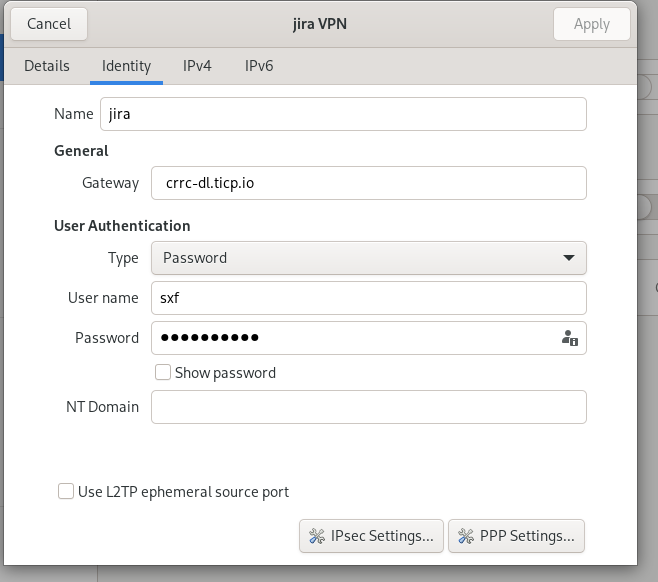 Cancel jira VPN Apply
Details Identity IPv4 IPv6
Name jira
General
Gateway crrc-dl.ticp.io
User Authentication
Type Password
User name sxf
Password ●●●●●●●●●●
Show password
NT Domain
Use L2TP ephemeral source port
IPsec Settings... PPP Settings...